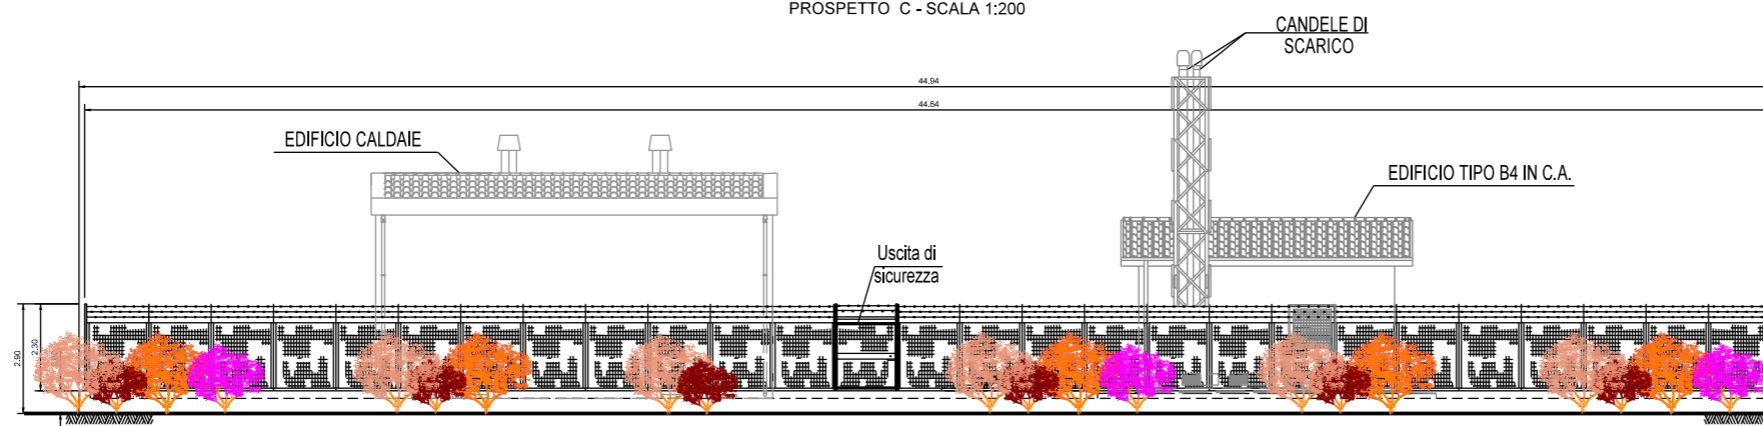 PROSPETTO C - SCALA 1:200
CANDELE DI
SCARICO
44.94
44.64
EDIFICIO CALDAIE
EDIFICIO TIPO B4 IN C.A.
Uscita di
sicurezza
2.90
2.30